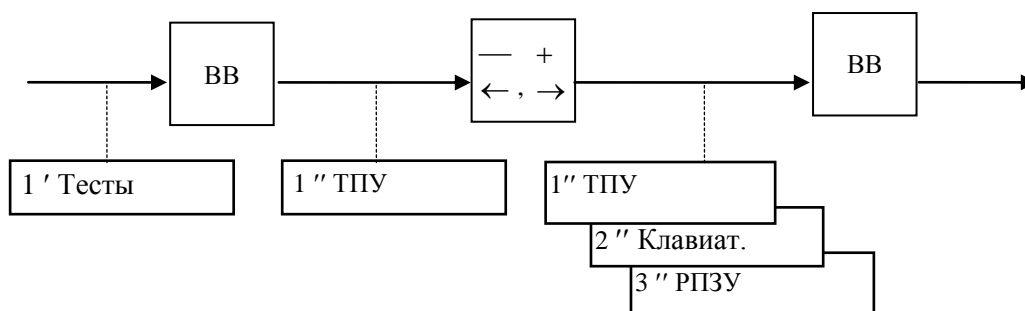 ВВ
— +
← , →
ВВ
1 ′ Тесты
1 ″ ТПУ
1″ ТПУ
2 ″ Клавиат.
3 ″ РПЗУ